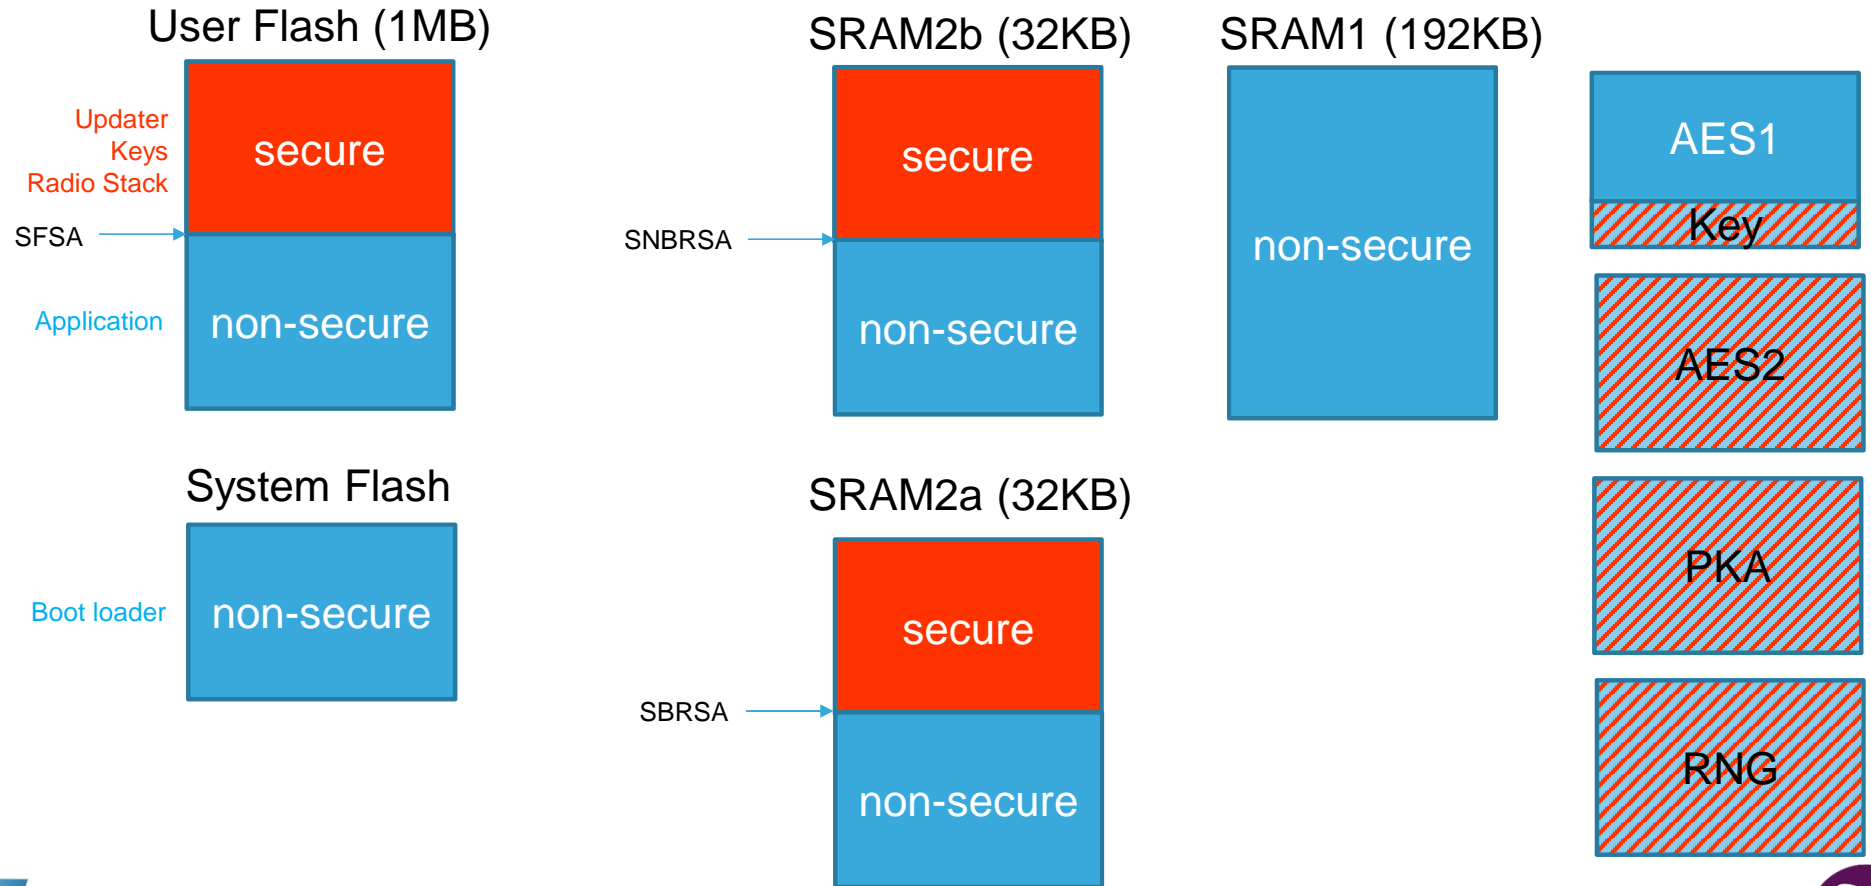 User Flash (1MB)
Updater
Keys
Radio Stack
secure
SFSA
Application
non-secure
System Flash
Boot loader
non-secure
SRAM2b (32KB)
secure
SNBRSA
non-secure
SRAM2a (32KB)
secure
SBRSA
non-secure
SRAM1 (192KB)
non-secure
AES1
Key
AES2
PKA
RNG